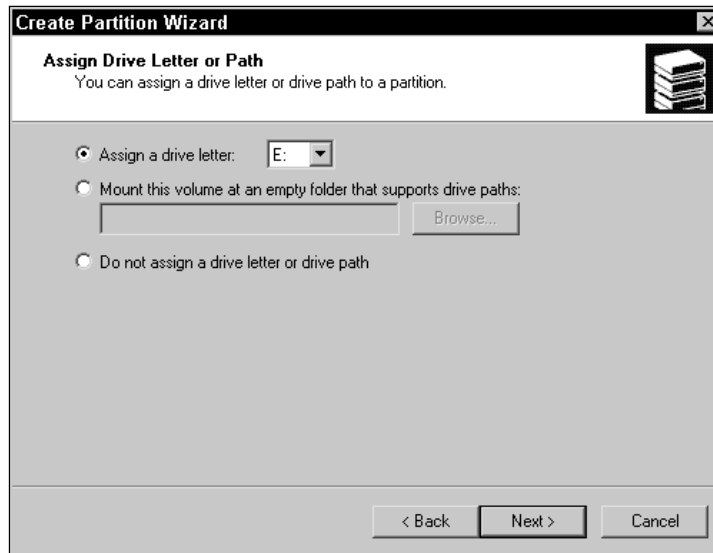 Create Partition Wizard
Assign Drive Letter or Path
You can assign a drive letter or drive path to a partition.
Assign a drive letter: E:
Mount this volume at an empty folder that supports drive paths:
Browse...
Do not assign a drive letter or drive path
< Back Next > Cancel